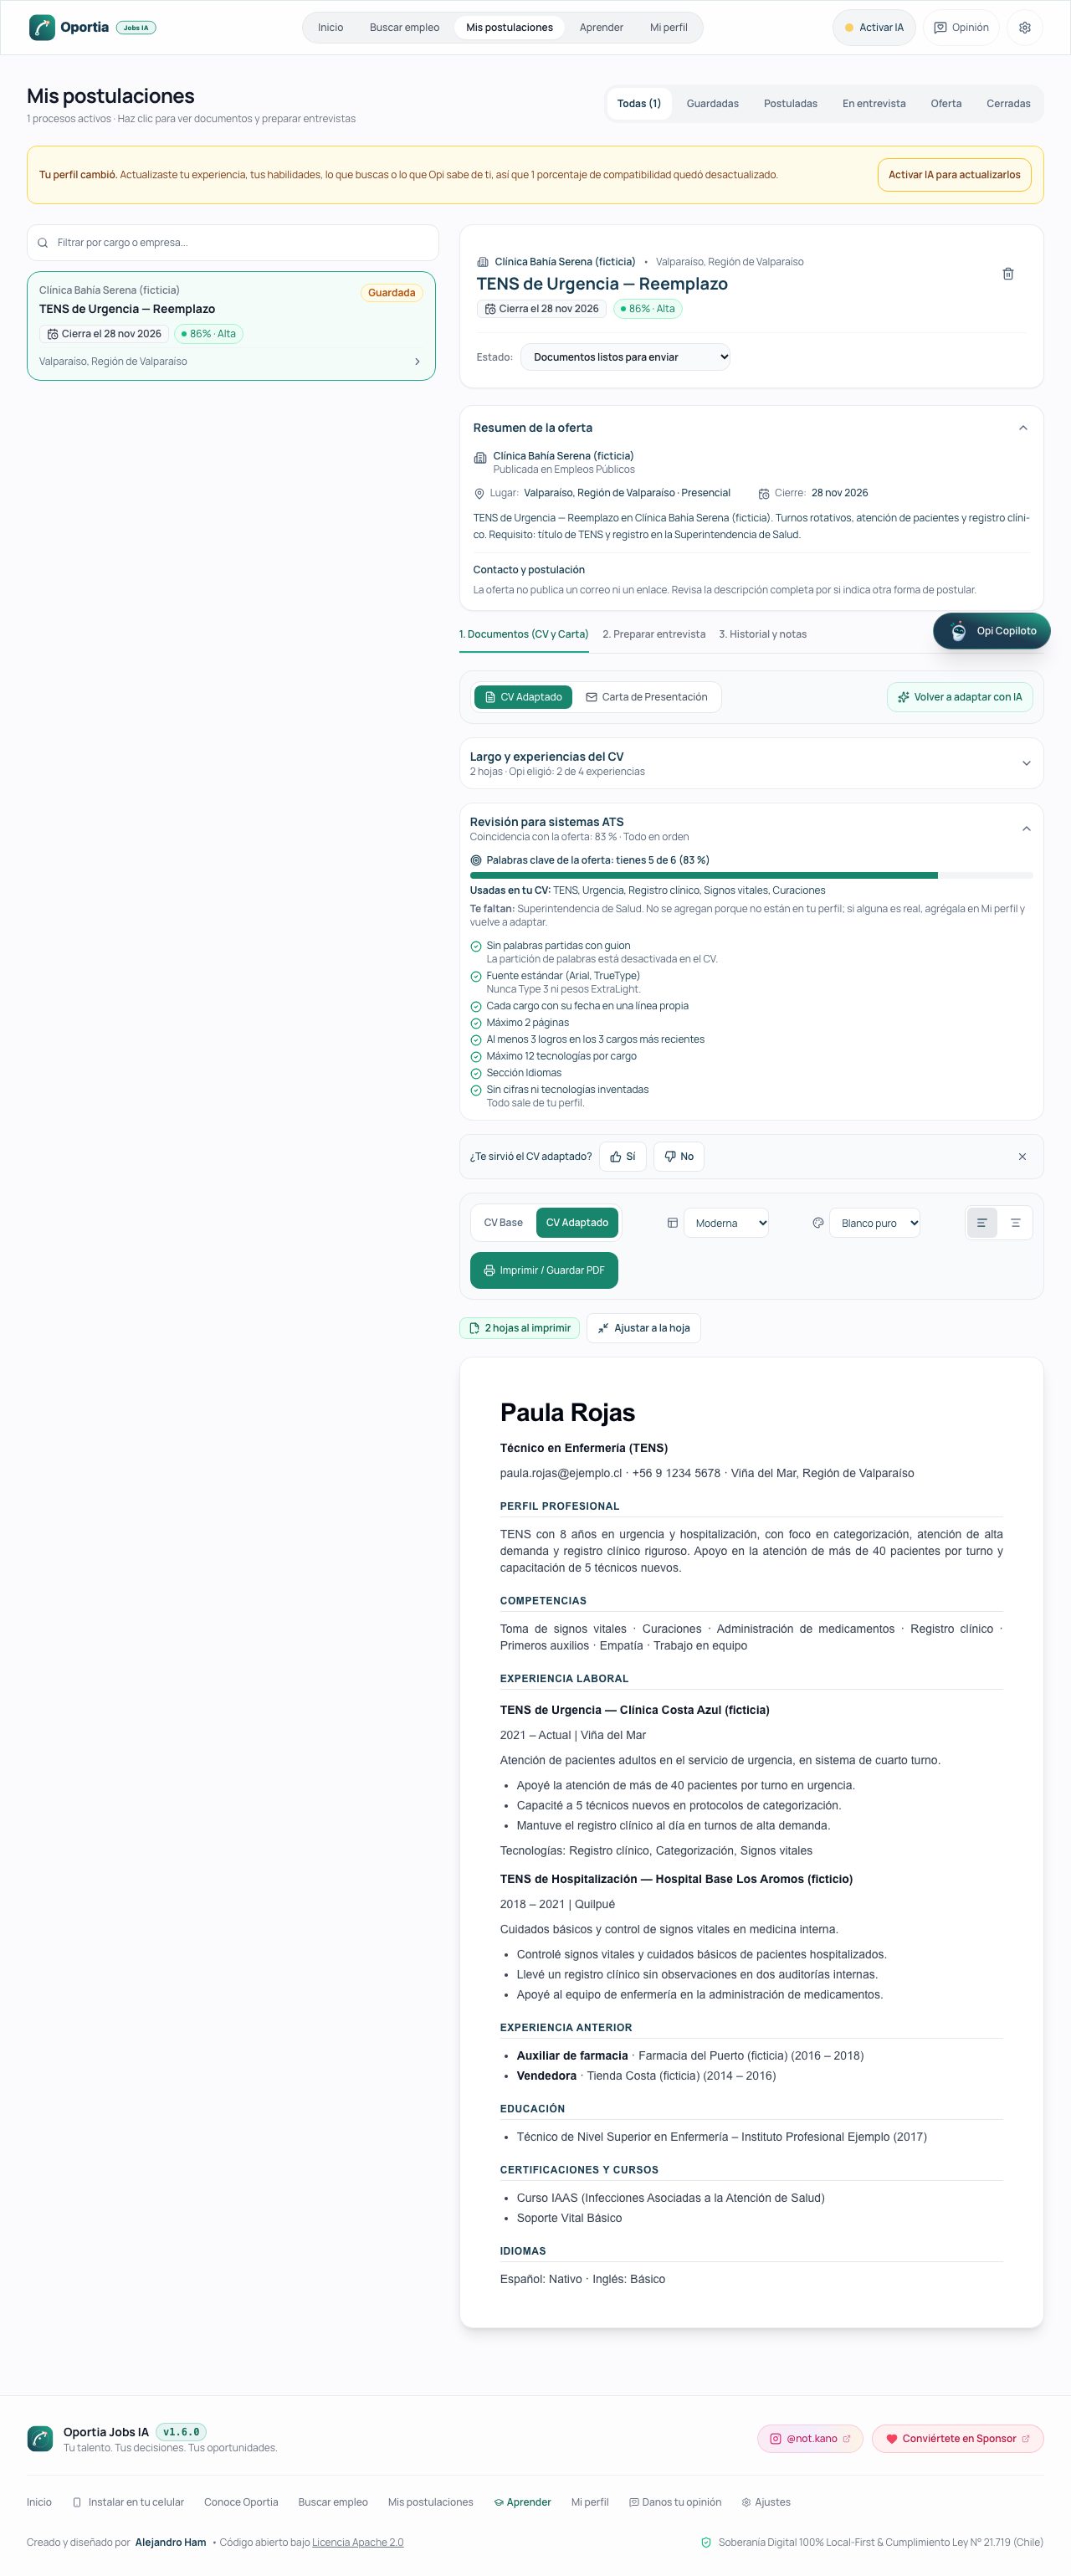 Oportia Jobs IA
Inicio Buscar empleo Mis postulaciones Aprender Mi perfil
Activar IA Opinión
Mis postulaciones
1 procesos activos · Haz clic para ver documentos y preparar entrevistas
Todas (1) Guardadas Postuladas En entrevista Oferta Cerradas
Tu perfil cambió. Actualizaste tu experiencia, tus habilidades, lo que buscas o lo que Opi sabe de ti, así que 1 porcentaje de compatibilidad quedó desactualizado.
Activar IA para actualizarlos
Filtrar por cargo o empresa...
Clínica Bahía Serena (ficticia)
Guardada
TENS de Urgencia — Reemplazo
Cierra el 28 nov 2026 86% · Alta
Valparaíso, Región de Valparaíso
Clínica Bahía Serena (ficticia) • Valparaíso, Región de Valparaíso
TENS de Urgencia — Reemplazo
Cierra el 28 nov 2026 86% · Alta
Estado: Documentos listos para enviar
Resumen de la oferta
Clínica Bahía Serena (ficticia)
Publicada en Empleos Públicos
Lugar: Valparaíso, Región de Valparaíso · Presencial Cierre: 28 nov 2026
TENS de Urgencia — Reemplazo en Clínica Bahía Serena (ficticia). Turnos rotativos, atención de pacientes y registro clíni-
co. Requisito: título de TENS y registro en la Superintendencia de Salud.
Contacto y postulación
La oferta no publica un correo ni un enlace. Revisa la descripción completa por si indica otra forma de postular.
Opi Copiloto
1. Documentos (CV y Carta) 2. Preparar entrevista 3. Historial y notas
CV Adaptado Carta de Presentación Volver a adaptar con IA
Largo y experiencias del CV
2 hojas · Opi eligió: 2 de 4 experiencias
Revisión para sistemas ATS
Coincidencia con la oferta: 83 % · Todo en orden
Palabras clave de la oferta: tienes 5 de 6 (83 %)
Usadas en tu CV: TENS, Urgencia, Registro clínico, Signos vitales, Curaciones
Te faltan: Superintendencia de Salud. No se agregan porque no están en tu perfil; si alguna es real, agrégala en Mi perfil y
vuelve a adaptar.
Sin palabras partidas con guion
La partición de palabras está desactivada en el CV.
Fuente estándar (Arial, TrueType)
Nunca Type 3 ni pesos ExtraLight.
Cada cargo con su fecha en una línea propia
Máximo 2 páginas
Al menos 3 logros en los 3 cargos más recientes
Máximo 12 tecnologías por cargo
Sección Idiomas
Sin cifras ni tecnologías inventadas
Todo sale de tu perfil.
¿Te sirvió el CV adaptado? Sí No
CV Base CV Adaptado Moderna Blanco puro
Imprimir / Guardar PDF
2 hojas al imprimir Ajustar a la hoja
Paula Rojas
Técnico en Enfermería (TENS)
paula.rojas@ejemplo.cl · +56 9 1234 5678 · Viña del Mar, Región de Valparaíso
PERFIL PROFESIONAL
TENS con 8 años en urgencia y hospitalización, con foco en categorización, atención de alta
demanda y registro clínico riguroso. Apoyo en la atención de más de 40 pacientes por turno y
capacitación de 5 técnicos nuevos.
COMPETENCIAS
Toma de signos vitales · Curaciones · Administración de medicamentos · Registro clínico ·
Primeros auxilios · Empatía · Trabajo en equipo
EXPERIENCIA LABORAL
TENS de Urgencia — Clínica Costa Azul (ficticia)
2021 – Actual | Viña del Mar
Atención de pacientes adultos en el servicio de urgencia, en sistema de cuarto turno.
• Apoyé la atención de más de 40 pacientes por turno en urgencia.
• Capacité a 5 técnicos nuevos en protocolos de categorización.
• Mantuve el registro clínico al día en turnos de alta demanda.
Tecnologías: Registro clínico, Categorización, Signos vitales
TENS de Hospitalización — Hospital Base Los Aromos (ficticio)
2018 – 2021 | Quilpué
Cuidados básicos y control de signos vitales en medicina interna.
• Controlé signos vitales y cuidados básicos de pacientes hospitalizados.
• Llevé un registro clínico sin observaciones en dos auditorías internas.
• Apoyé al equipo de enfermería en la administración de medicamentos.
EXPERIENCIA ANTERIOR
• Auxiliar de farmacia · Farmacia del Puerto (ficticia) (2016 – 2018)
• Vendedora · Tienda Costa (ficticia) (2014 – 2016)
EDUCACIÓN
• Técnico de Nivel Superior en Enfermería – Instituto Profesional Ejemplo (2017)
CERTIFICACIONES Y CURSOS
• Curso IAAS (Infecciones Asociadas a la Atención de Salud)
• Soporte Vital Básico
IDIOMAS
Español: Nativo · Inglés: Básico
Oportia Jobs IA v1.6.0
Tu talento. Tus decisiones. Tus oportunidades.
@not.kano Conviértete en Sponsor
Inicio Instalar en tu celular Conoce Oportia Buscar empleo Mis postulaciones Aprender Mi perfil Danos tu opinión Ajustes
Creado y diseñado por Alejandro Ham • Código abierto bajo Licencia Apache 2.0
Soberanía Digital 100% Local-First & Cumplimiento Ley N° 21.719 (Chile)